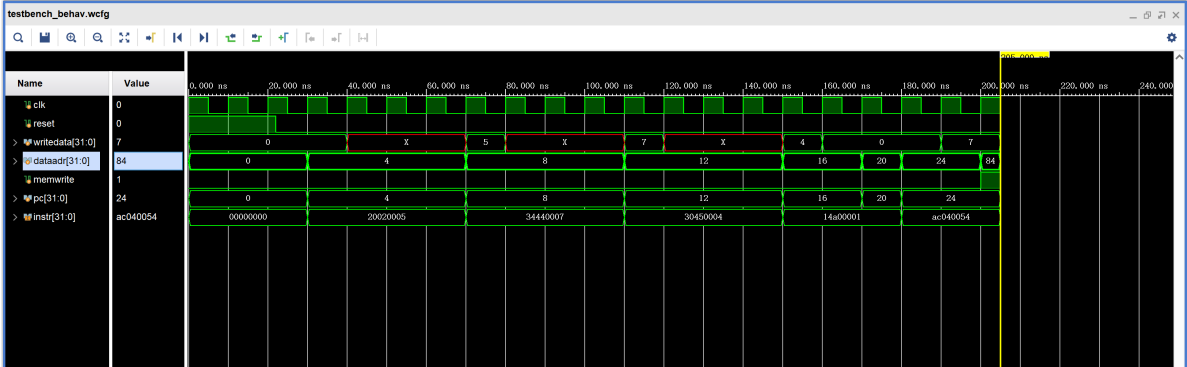 testbench_behav.wcfg
Name Value 0.000 ns 20.000 ns 40.000 ns 60.000 ns 80.000 ns 100.000 ns 120.000 ns 140.000 ns 160.000 ns 180.000 ns 200.000 ns 220.000 ns 240.000
clk 0
reset 0
writedata[31:0] 7 0 X 5 X 7 X 4 0 7
dataadr[31:0] 84 0 4 8 12 16 20 24 84
memwrite 1
pc[31:0] 24 0 4 8 12 16 20 24
instr[31:0] ac040054 00000000 20020005 34440007 30450004 14a00001 ac040054